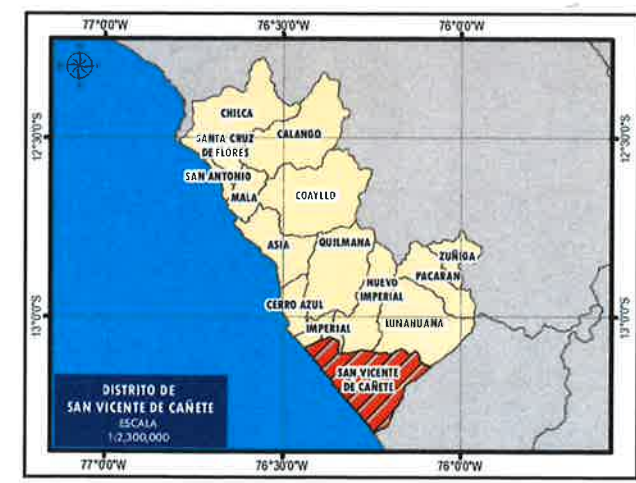 77°0'0"W 76°30'0"W 76°0'0"W
12°30'0"S
12°30'0"S
CHILCA
CALANGO
SANTA CRUZ
DE FLORES
SAN ANTONIO
MALA
COAYLLO
ASIA
QUILMANA
ZUÑIGA
PACARAN
NUEVO
IMPERIAL
CERRO AZUL
IMPERIAL
LUNAHUANA
13°0'0"S
13°0'0"S
SAN VICENTE
DE CAÑETE
DISTRITO DE
SAN VICENTE DE CAÑETE
ESCALA
1:2,300,000
77°0'0"W 76°30'0"W 76°0'0"W